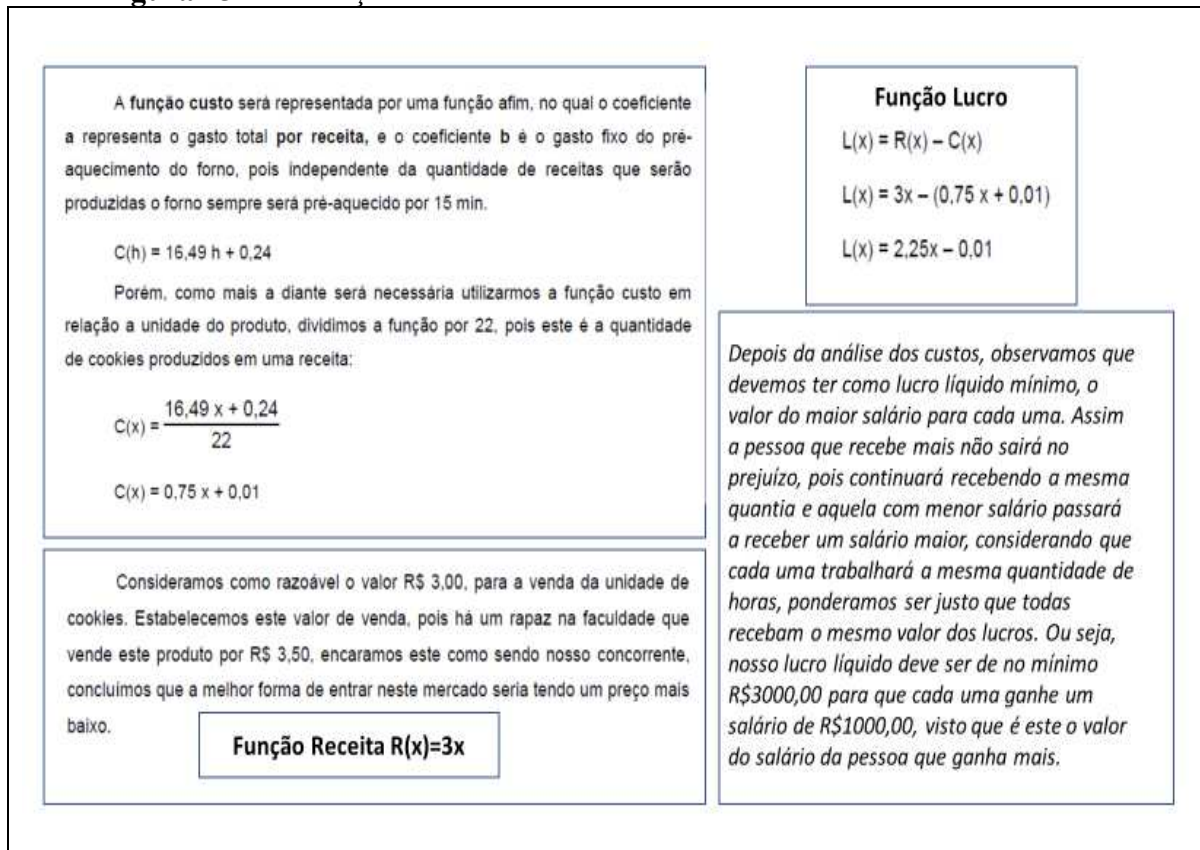 A função custo será representada por uma função afim, no qual o coeficiente
a representa o gasto total por receita, e o coeficiente b é o gasto fixo do pré-
aquecimento do forno, pois independente da quantidade de receitas que serão
produzidas o forno sempre será pré-aquecido por 15 min.
C(h) = 16,49 h + 0,24
Porém, como mais a diante será necessária utilizarmos a função custo em
relação a unidade do produto, dividimos a função por 22, pois este é a quantidade
de cookies produzidos em uma receita:
C(x) = 16,49 x + 0,24
22
C(x) = 0,75 x + 0,01
Consideramos como razoável o valor R$ 3,00, para a venda da unidade de
cookies. Estabelecemos este valor de venda, pois há um rapaz na faculdade que
vende este produto por R$ 3,50, encaramos este como sendo nosso concorrente,
concluímos que a melhor forma de entrar neste mercado seria tendo um preço mais
baixo.
Função Receita R(x)=3x
Função Lucro
L(x) = R(x) – C(x)
L(x) = 3x – (0,75 x + 0,01)
L(x) = 2,25x – 0,01
Depois da análise dos custos, observamos que
devemos ter como lucro líquido mínimo, o
valor do maior salário para cada uma. Assim
a pessoa que recebe mais não sairá no
prejuízo, pois continuará recebendo a mesma
quantia e aquela com menor salário passará
a receber um salário maior, considerando que
cada uma trabalhará a mesma quantidade de
horas, ponderamos ser justo que todas
recebam o mesmo valor dos lucros. Ou seja,
nosso lucro líquido deve ser de no mínimo
R$3000,00 para que cada uma ganhe um
salário de R$1000,00, visto que é este o valor
do salário da pessoa que ganha mais.